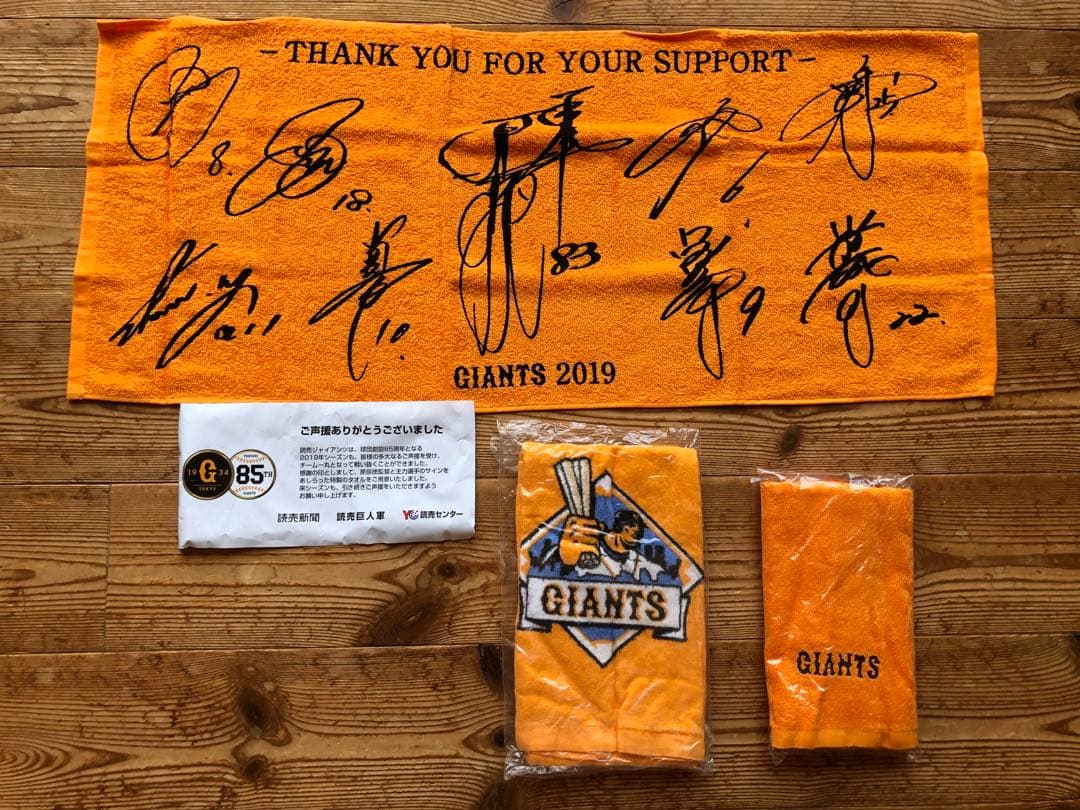 -THANK YOU FOR YOUR SUPPORT-
8.
18.
83
6
25
11
10.
9
22.
GIANTS 2019
ご声援ありがとうございました
読売ジャイアンツは、球団創設85周年となる
2019年シーズンも、皆様の多大なるご声援を受け、
チーム一丸となって戦い抜くことができました。
感謝の印としまして、原辰徳監督と主力選手のサインを
あしらった特製のタオルをご用意いたしました。
来シーズンも、引き続きご声援をいただきますよう
お願い申し上げます。
19 G 34
TOKYO
85TH
GIANTS
読売新聞 読売巨人軍 YC読売センター
GIANTS
GIANTS